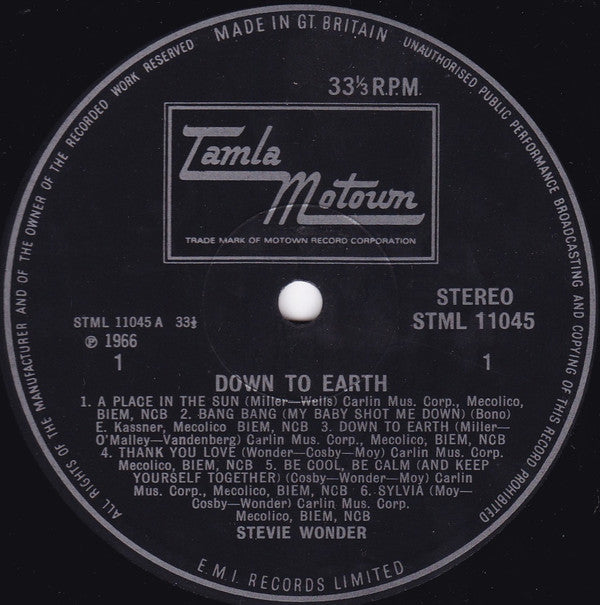 MADE IN GT. BRITAIN
ALL RIGHTS OF THE MANUFACTURER AND OF THE OWNER OF THE RECORDED WORK RESERVED
UNAUTHORISED PUBLIC PERFORMANCE BROADCASTING AND COPYING OF THIS RECORD PROHIBITED
33⅓ R.P.M.
Tamla
Motown
TRADE MARK OF MOTOWN RECORD CORPORATION
STML 11045 A 33⅓
℗ 1966
1
STEREO
STML 11045
1
DOWN TO EARTH
1. A PLACE IN THE SUN (Miller—Wells) Carlin Mus. Corp., Mecolico,
BIEM, NCB 2. BANG BANG (MY BABY SHOT ME DOWN) (Bono)
E. Kassner, Mecolico BIEM, NCB 3. DOWN TO EARTH (Miller—
O'Malley—Vandenberg) Carlin Mus. Corp., Mecolico, BIEM, NCB
4. THANK YOU LOVE (Wonder—Cosby—Moy) Carlin Mus. Corp.
Mecolico, BIEM, NCB 5. BE COOL, BE CALM (AND KEEP
YOURSELF TOGETHER) (Cosby—Moy—Wonder) Carlin
Mus. Corp., Mecolico, BIEM, NCB 6. SYLVIA (Moy—
Cosby—Wonder) Carlin Mus. Corp.
Mecolico, BIEM, NCB
STEVIE WONDER
E.M.I. RECORDS LIMITED